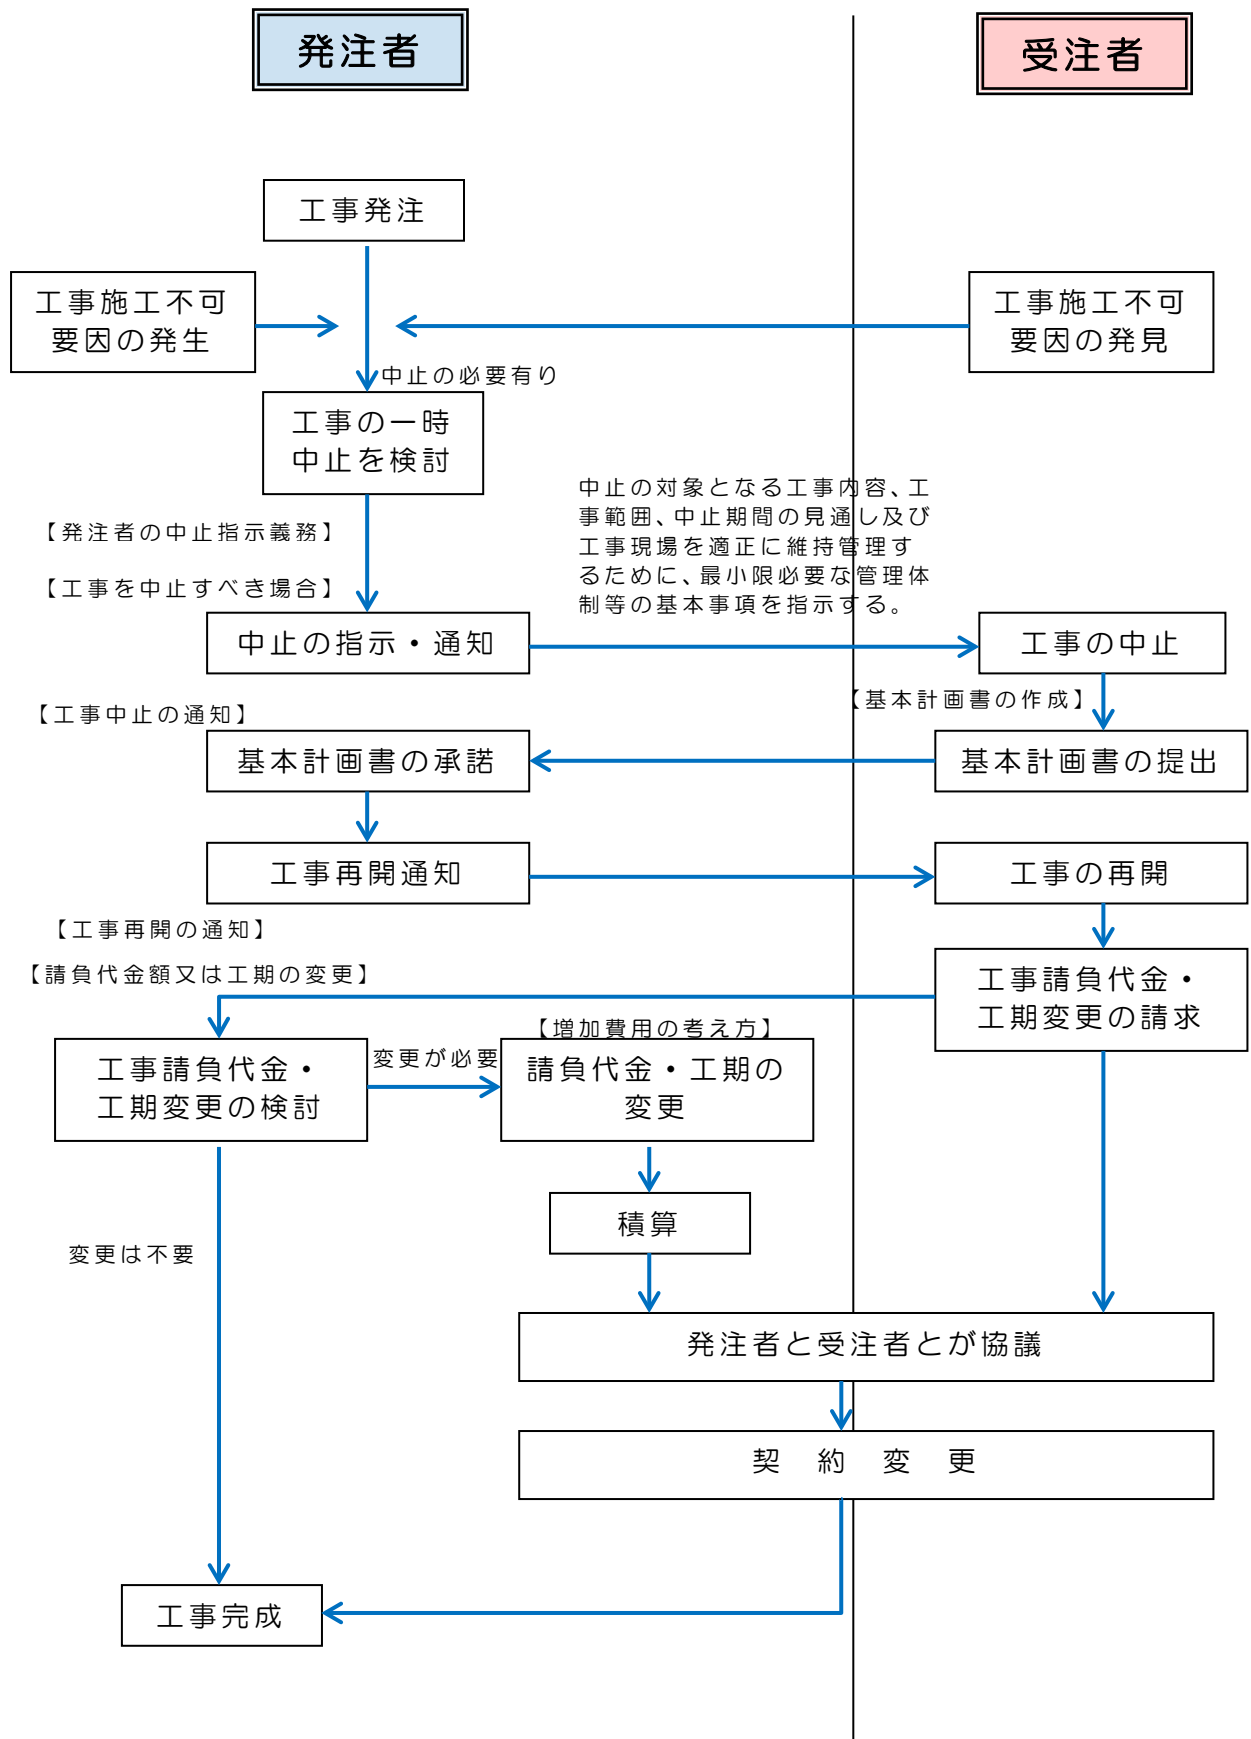 発注者
受注者
工事発注
工事施工不可
要因の発生
工事施工不可
要因の発見
中止の必要有り
工事の一時
中止を検討
中止の対象となる工事内容、工
事範囲、中止期間の見通し及び
工事現場を適正に維持管理す
るために、最小限必要な管理体
制等の基本事項を指示する。
【発注者の中止指示義務】
【工事を中止すべき場合】
中止の指示・通知
工事の中止
【工事中止の通知】
【基本計画書の作成】
基本計画書の承諾
基本計画書の提出
工事再開通知
工事の再開
【工事再開の通知】
【請負代金額又は工期の変更】
工事請負代金・
工期変更の請求
【増加費用の考え方】
工事請負代金・
工期変更の検討
変更が必要
請負代金・工期の
変更
積算
変更は不要
発注者と受注者とが協議
契　約　変　更
工事完成